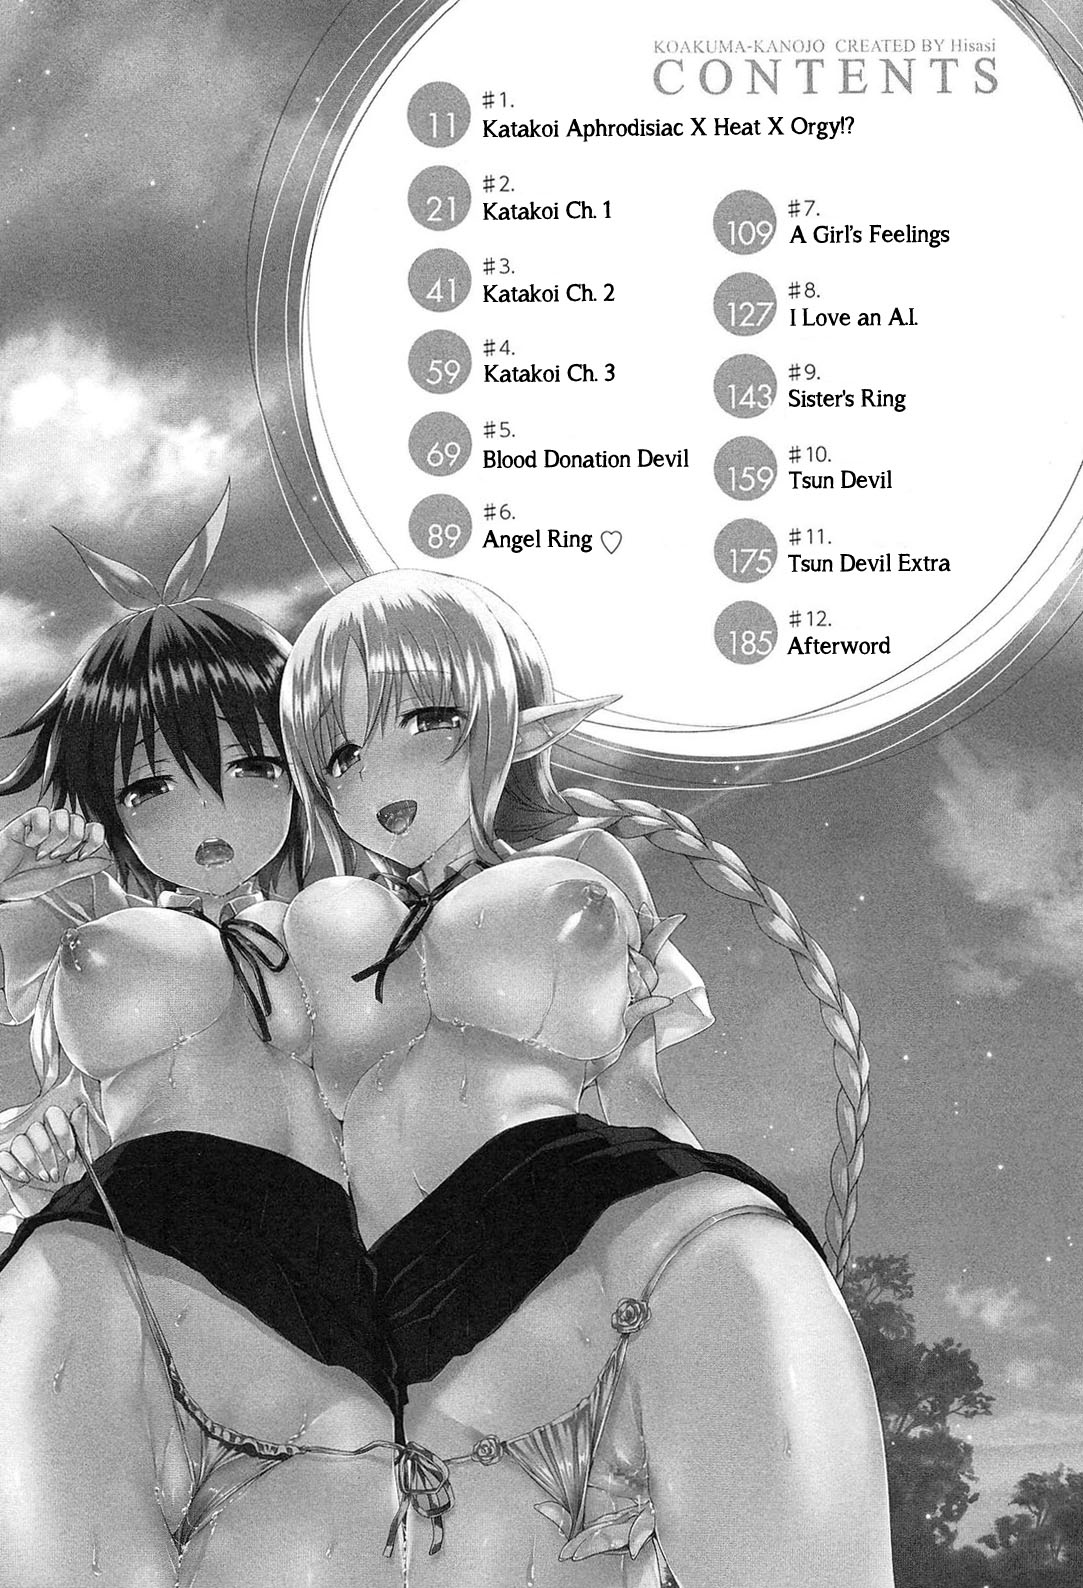 KOAKUMA-KANOJO CREATED BY Hisasi
CONTENTS
11
#1.
Katakoi Aphrodisiac X Heat X Orgy!?
21
#2.
Katakoi Ch. 1
41
#3.
Katakoi Ch. 2
59
#4.
Katakoi Ch. 3
69
#5.
Blood Donation Devil
89
#6.
Angel Ring ♡
109
#7.
A Girl's Feelings
127
#8.
I Love an A.I.
143
#9.
Sister's Ring
159
#10.
Tsun Devil
175
#11.
Tsun Devil Extra
185
#12.
Afterword